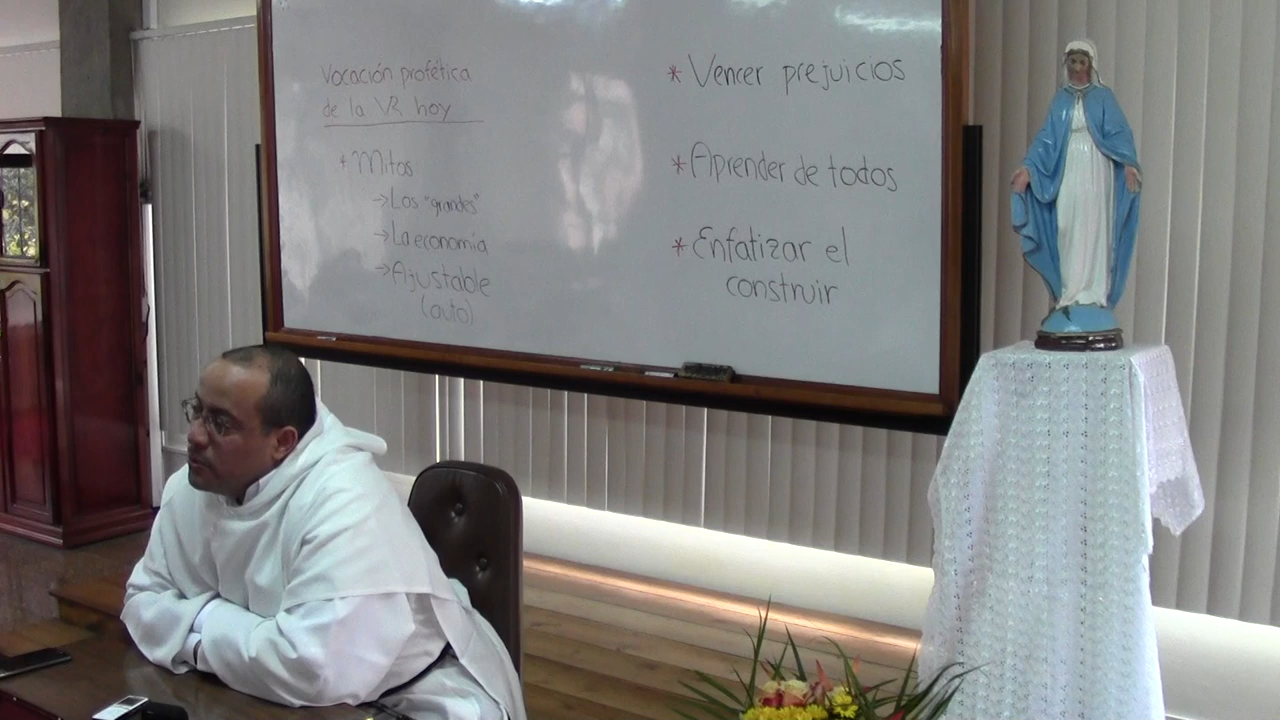 Vocación profética
de la VR hoy
+ Mitos
→ Los "grandes"
→ La economía
→ Ajustable
(auto)
* Vencer prejuicios
* Aprender de todos
* Enfatizar el
construir